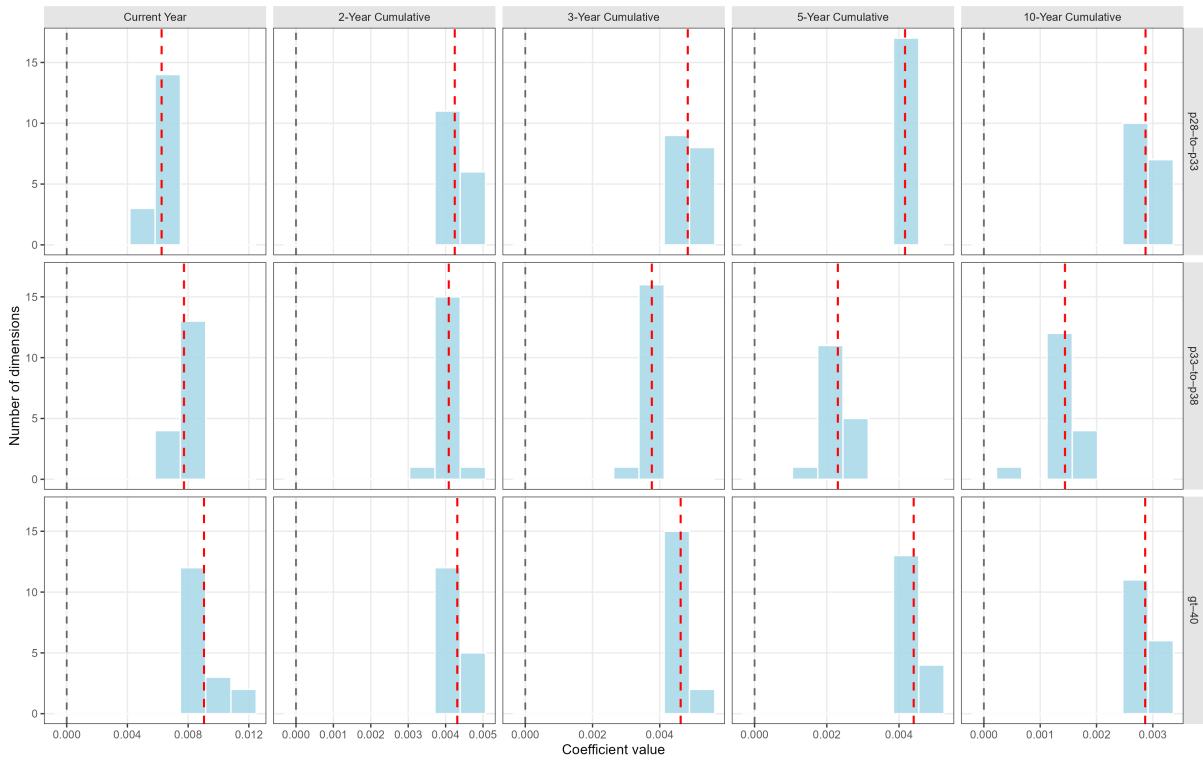 Current Year
2-Year Cumulative
3-Year Cumulative
5-Year Cumulative
10-Year Cumulative
15
10
5
0
p28−to−p33
15
10
5
0
p33−to−p38
15
10
5
0
gt−40
Number of dimensions
0.000 0.004 0.008 0.012
0.000 0.001 0.002 0.003 0.004 0.005
0.000 0.002 0.004
0.000 0.002 0.004
0.000 0.001 0.002 0.003
Coefficient value